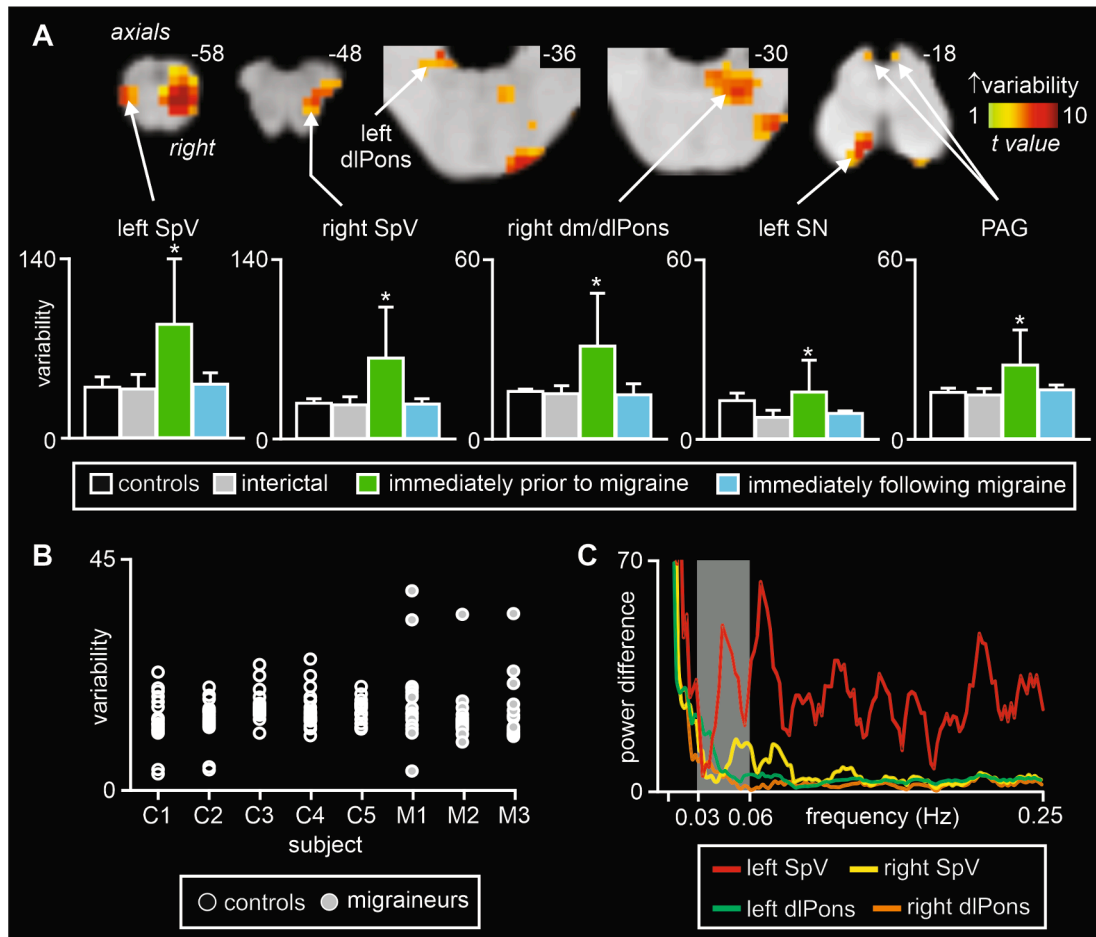 A
axials
-58
-48
-36
-30
-18
right
left
dlPons
↑variability
1
10
t value
left SpV
right SpV
right dm/dlPons
left SN
PAG
variability
140
0
*
140
0
*
60
0
*
60
0
*
60
0
*
controls
interictal
immediately prior to migraine
immediately following migraine
B
variability
45
0
C1 C2 C3 C4 C5 M1 M2 M3
subject
controls
migraineurs
C
power difference
70
0
0.03 0.06 frequency (Hz) 0.25
left SpV
right SpV
left dlPons
right dlPons